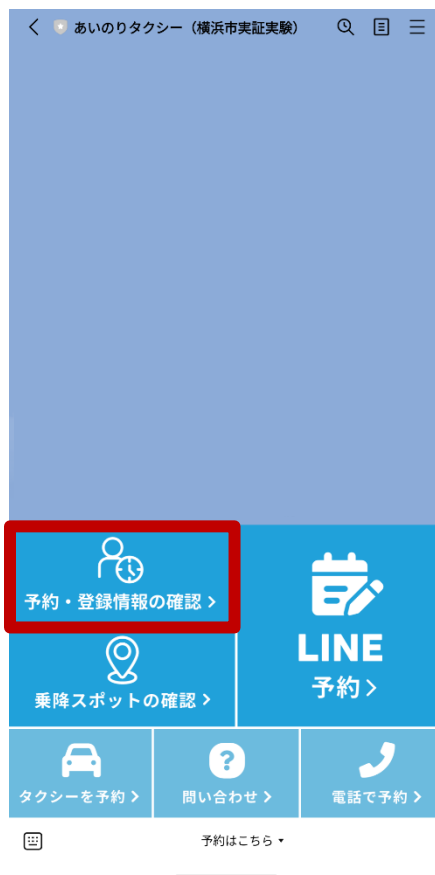 あいのりタクシー（横浜市実証実験）
予約・登録情報の確認 >
LINE
予約 >
乗降スポットの確認 >
タクシーを予約 >
問い合わせ >
電話で予約 >
予約はこちら ▾